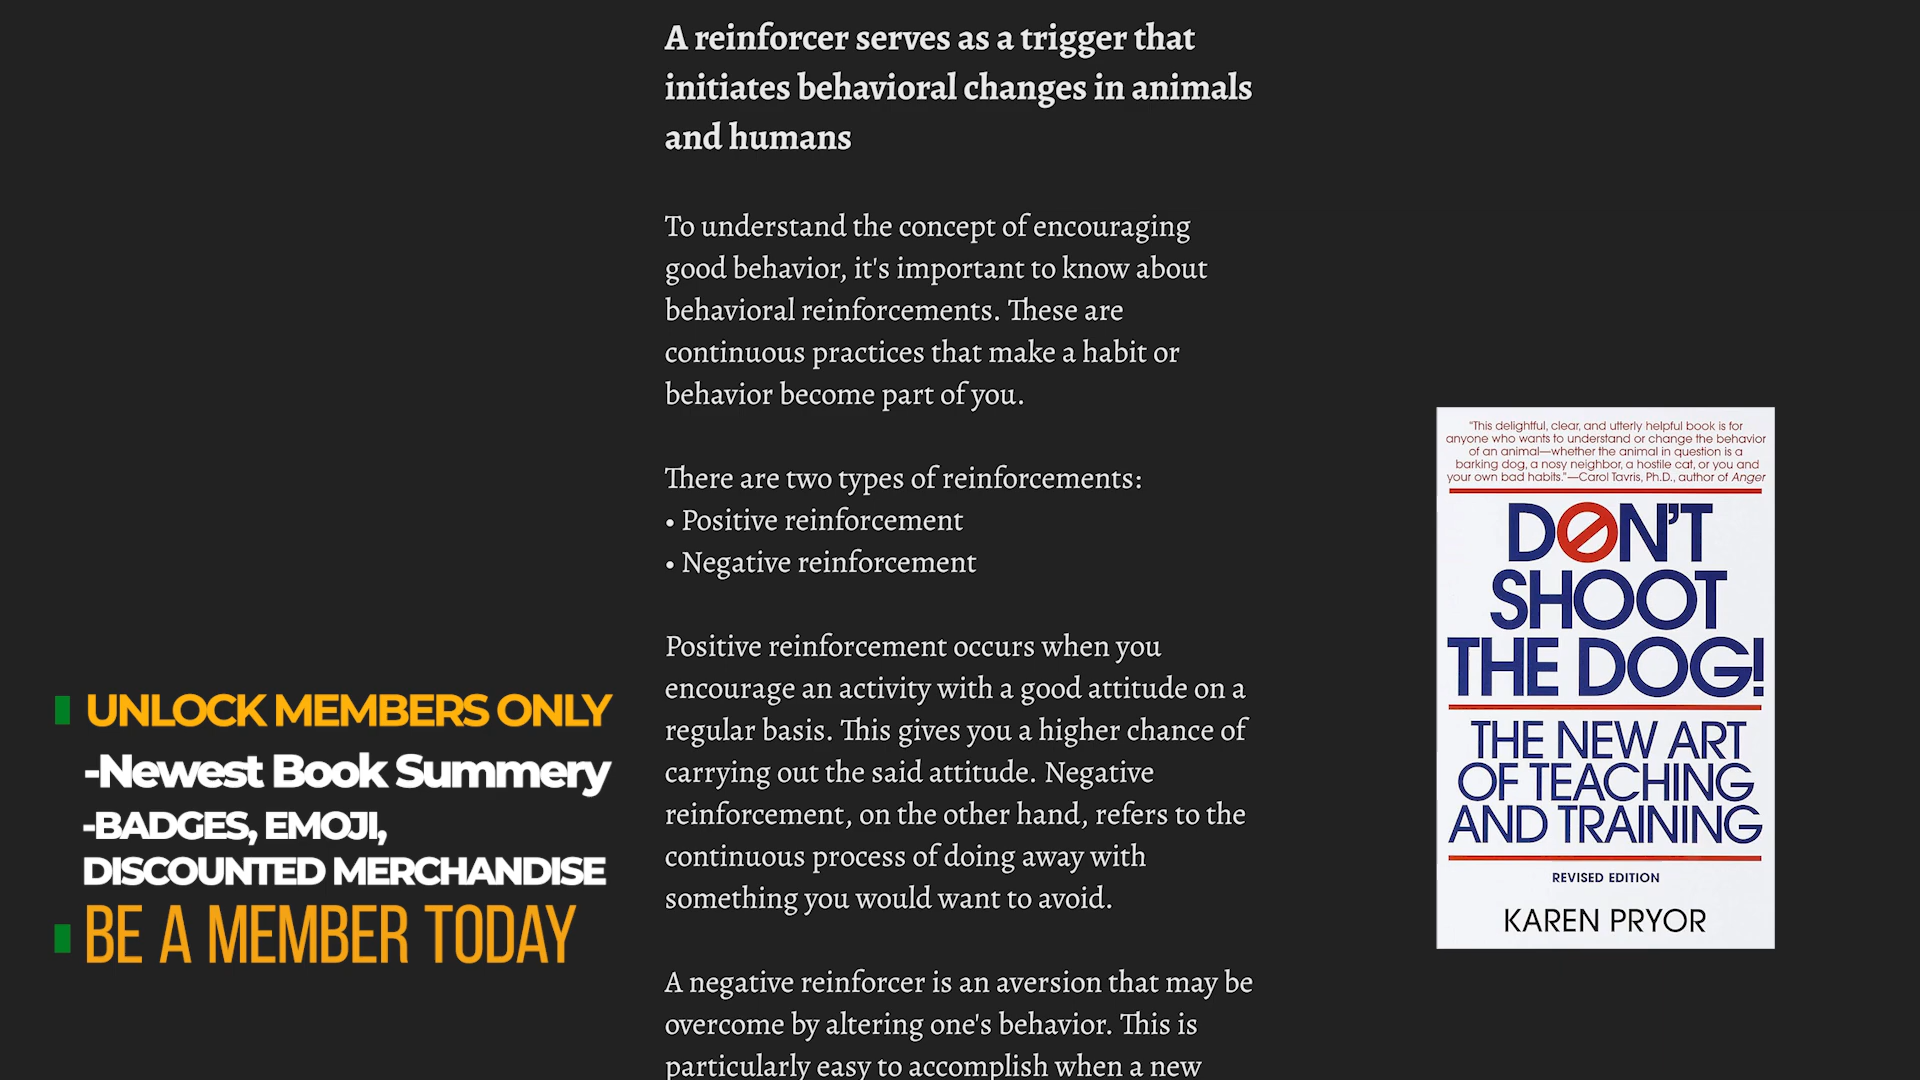 A reinforcer serves as a trigger that
initiates behavioral changes in animals
and humans
To understand the concept of encouraging
good behavior, it's important to know about
behavioral reinforcements. These are
continuous practices that make a habit or
behavior become part of you.
There are two types of reinforcements:
• Positive reinforcement
• Negative reinforcement
Positive reinforcement occurs when you
encourage an activity with a good attitude on a
regular basis. This gives you a higher chance of
carrying out the said attitude. Negative
reinforcement, on the other hand, refers to the
continuous process of doing away with
something you would want to avoid.
A negative reinforcer is an aversion that may be
overcome by altering one's behavior. This is
particularly easy to accomplish when a new
UNLOCK MEMBERS ONLY
-Newest Book Summery
-BADGES, EMOJI,
DISCOUNTED MERCHANDISE
BE A MEMBER TODAY
"This delightful, clear, and utterly helpful book is for
anyone who wants to understand or change the behavior
of an animal—whether the animal in question is a
barking dog, a nosy neighbor, a hostile cat, or you and
your own bad habits."—Carol Tavris, Ph.D., author of Anger
DON'T
SHOOT
THE DOG!
THE NEW ART
OF TEACHING
AND TRAINING
REVISED EDITION
KAREN PRYOR